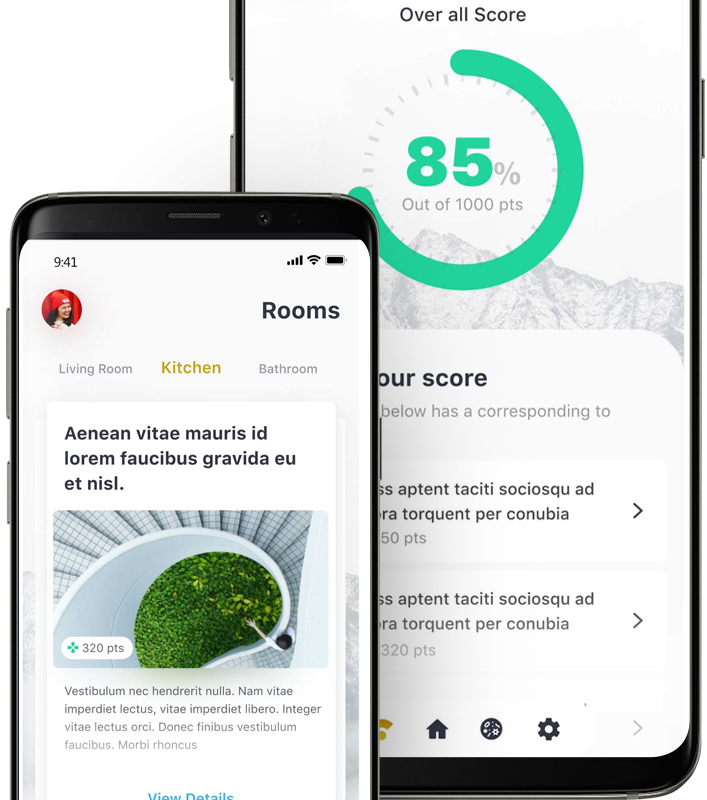 Over all Score
85%
Out of 1000 pts
our score
below has a corresponding to
ss aptent taciti sociosqu ad
ora torquent per conubia
50 pts
ss aptent taciti sociosqu ad
ora torquent per conubia
320 pts
9:41
Rooms
Living Room Kitchen Bathroom
Aenean vitae mauris id
lorem faucibus gravida eu
et nisl.
320 pts
Vestibulum nec hendrerit nulla. Nam vitae
imperdiet lectus, vitae imperdiet libero. Integer
vitae lectus orci. Donec finibus vestibulum
faucibus. Morbi rhoncus
View Details